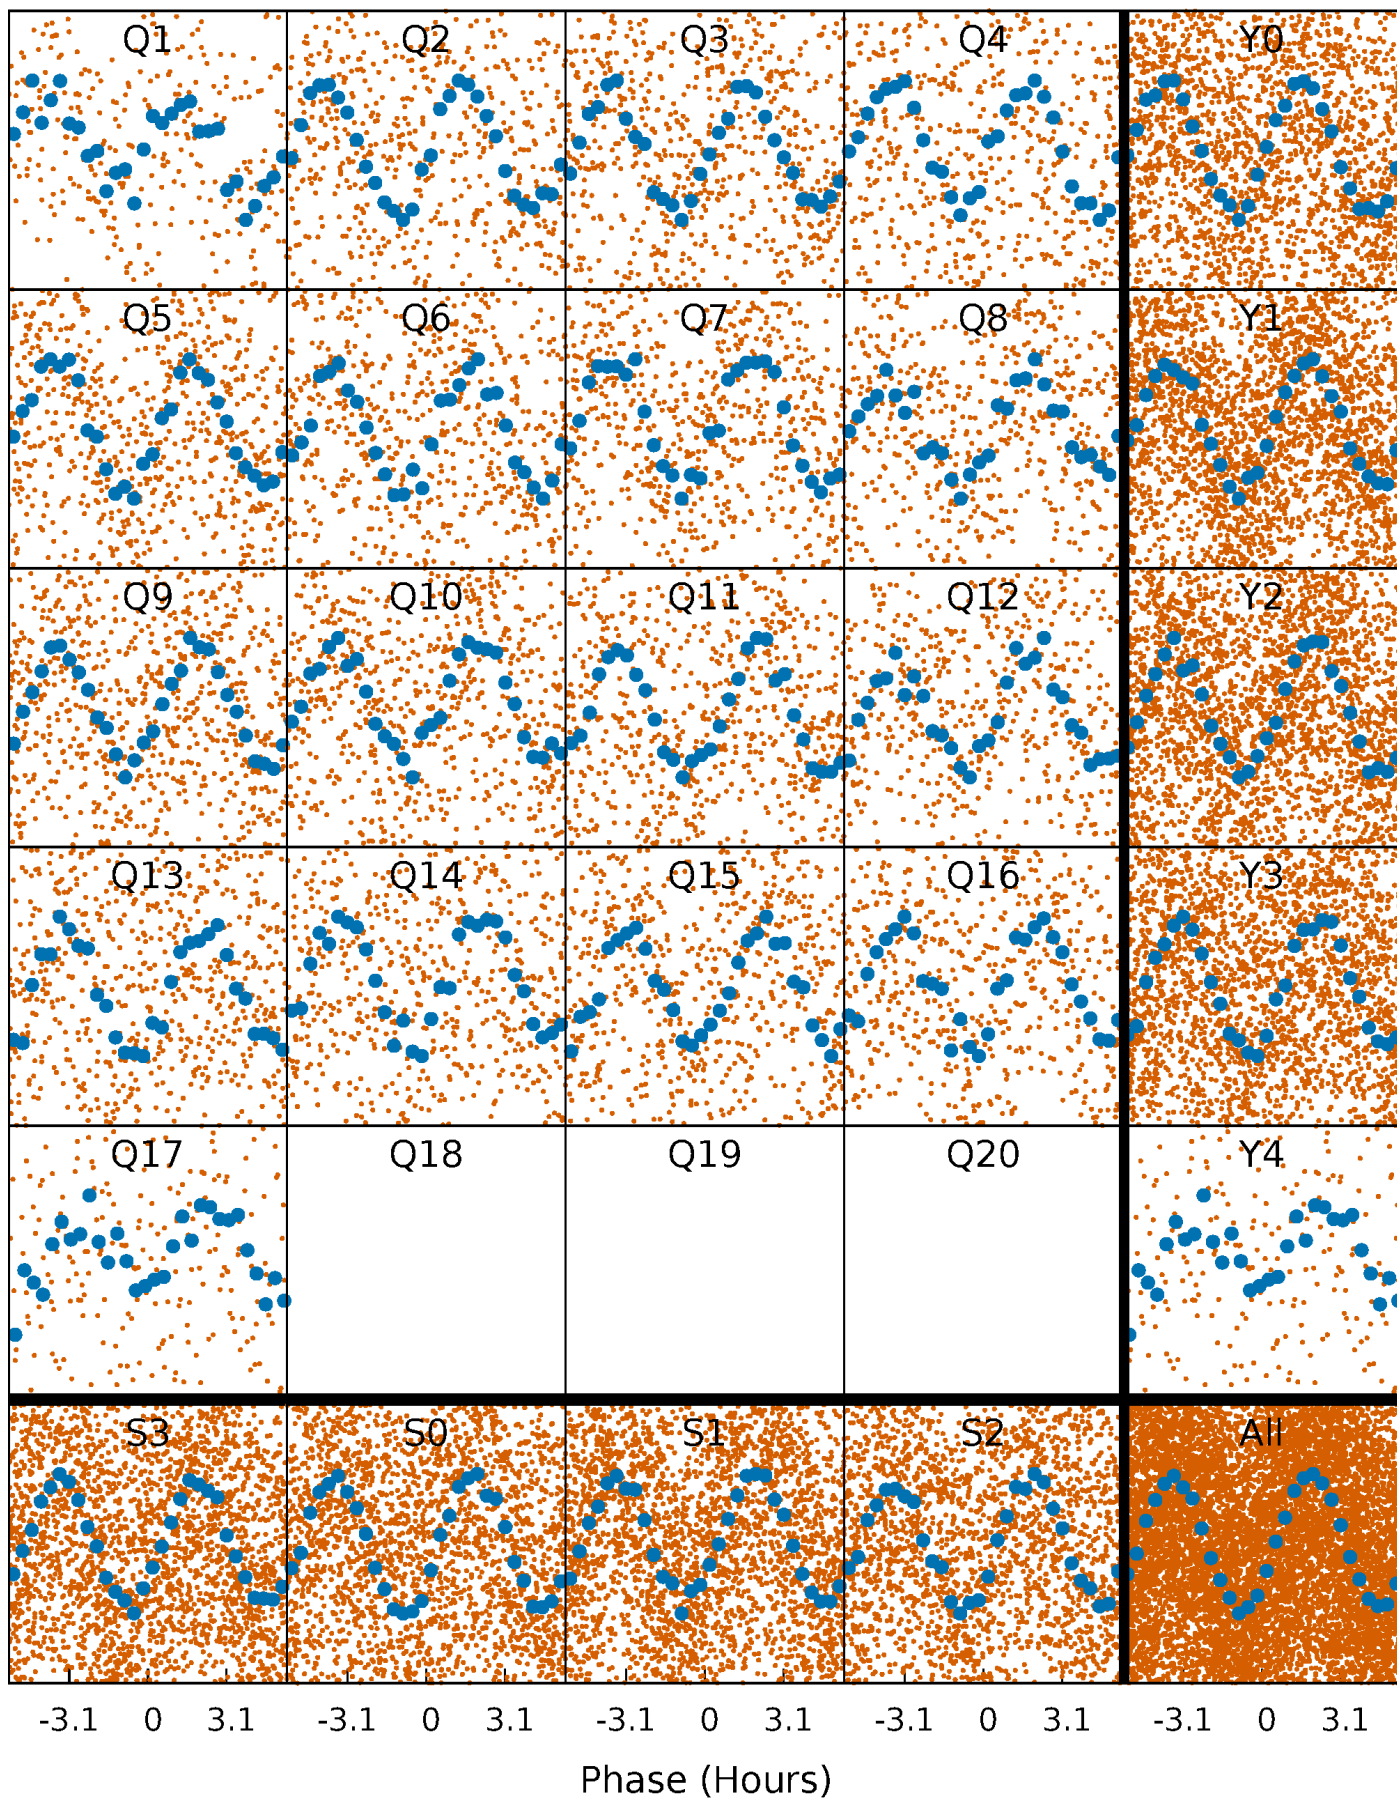 Q1 Q2 Q3 Q4 Y0
Q5 Q6 Q7 Q8 Y1
Q9 Q10 Q11 Q12 Y2
Q13 Q14 Q15 Q16 Y3
Q17 Q18 Q19 Q20 Y4
S3 S0 S1 S2 All
-3.1 0 3.1 -3.1 0 3.1 -3.1 0 3.1 -3.1 0 3.1 -3.1 0 3.1
Phase (Hours)